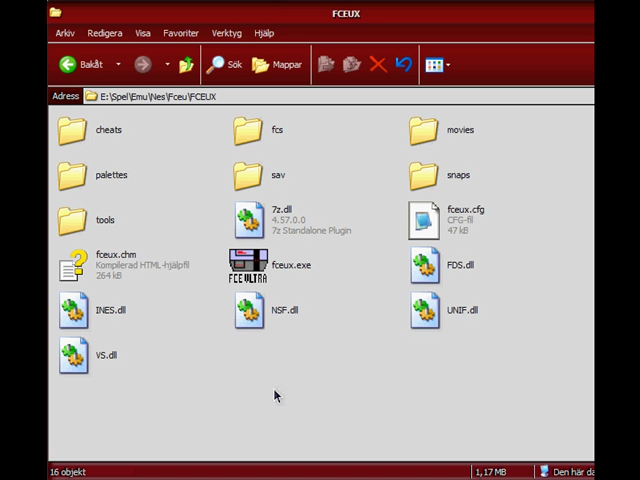 FCEUX
Arkiv Redigera Visa Favoriter Verktyg Hjälp
Bakåt Sök Mappar
Adress E:\Spel\Emu\Nes\Fceu\FCEUX
cheats fcs movies
palettes sav snaps
tools
7z.dll
4.57.0.0
7z Standalone Plugin
fceux.cfg
CFG-fil
47 kB
fceux.chm
Kompilerad HTML-hjälpfil
264 kB
FCE ULTRA
fceux.exe
FDS.dll
INES.dll NSF.dll UNIF.dll
VS.dll
16 objekt 1,17 MB Den här da